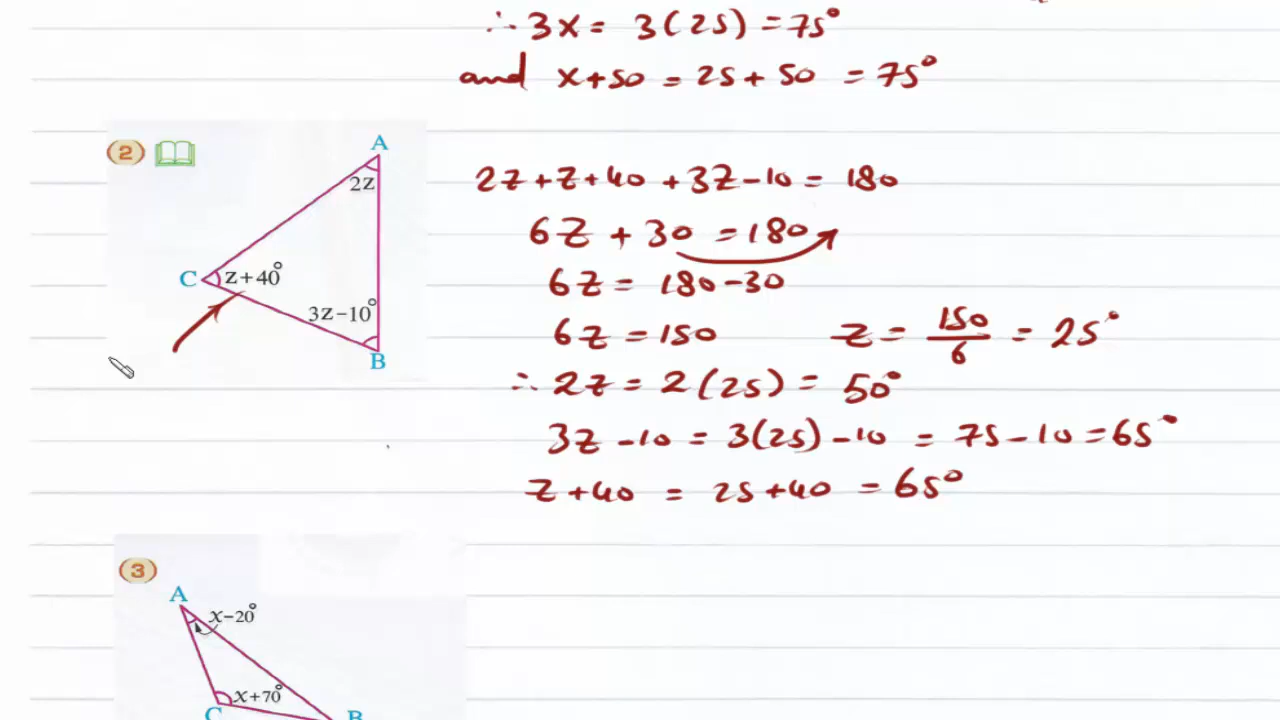 ∴ 3x = 3(25) = 75°
and x+50 = 25+50 = 75°
2
A
2z
C z+40°
3z−10°
B
2z+z+40+3z−10 = 180
6z + 30 = 180
6z = 180−30
6z = 150 z = 150/6 = 25°
∴ 2z = 2(25) = 50°
3z −10 = 3(25)−10 = 75−10 = 65°
z+40 = 25+40 = 65°
3
A
x−20°
x+70°
C B